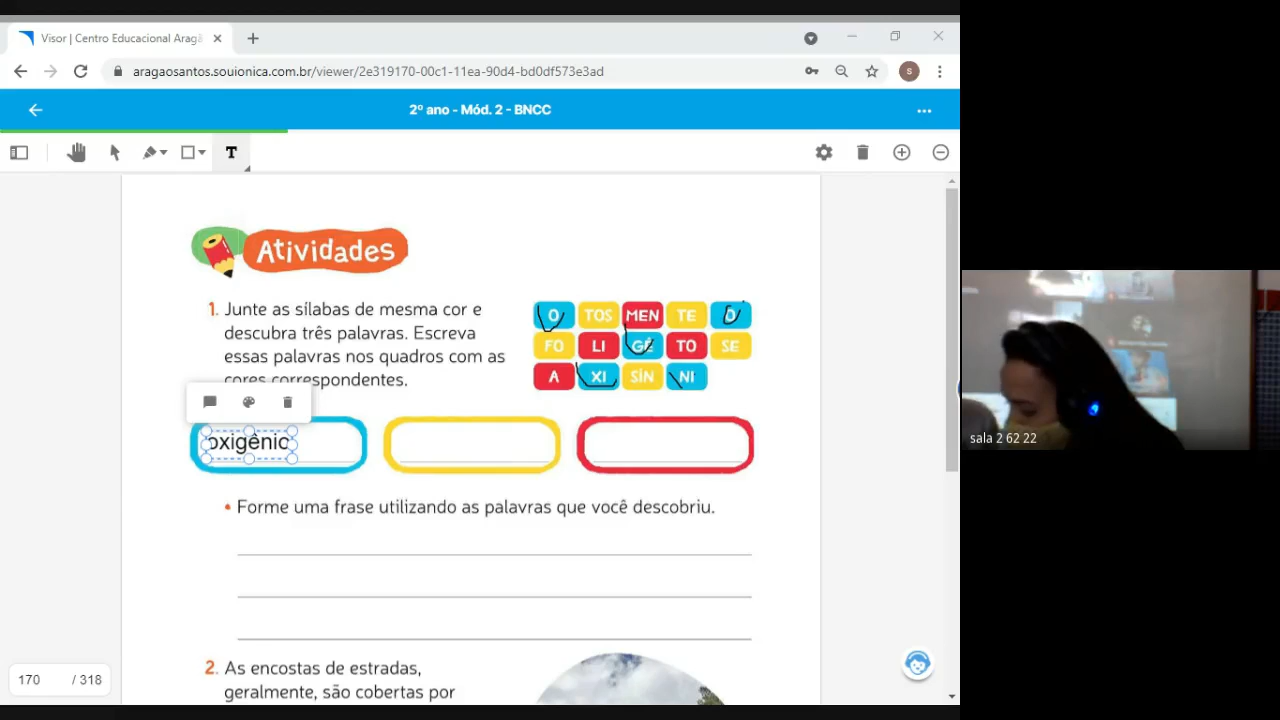 Visor | Centro Educacional Aragã
aragaosantos.souionica.com.br/viewer/2e319170-00c1-11ea-90d4-bd0df573e3ad
S
2º ano - Mód. 2 - BNCC
T
Atividades
1. Junte as sílabas de mesma cor e
descubra três palavras. Escreva
essas palavras nos quadros com as
cores correspondentes.
O TOS MEN TE O
FO LI GÊ TO SE
A XI SÍN NI
oxigênio
• Forme uma frase utilizando as palavras que você descobriu.
2. As encostas de estradas,
geralmente, são cobertas por
170 / 318
sala 2 62 22